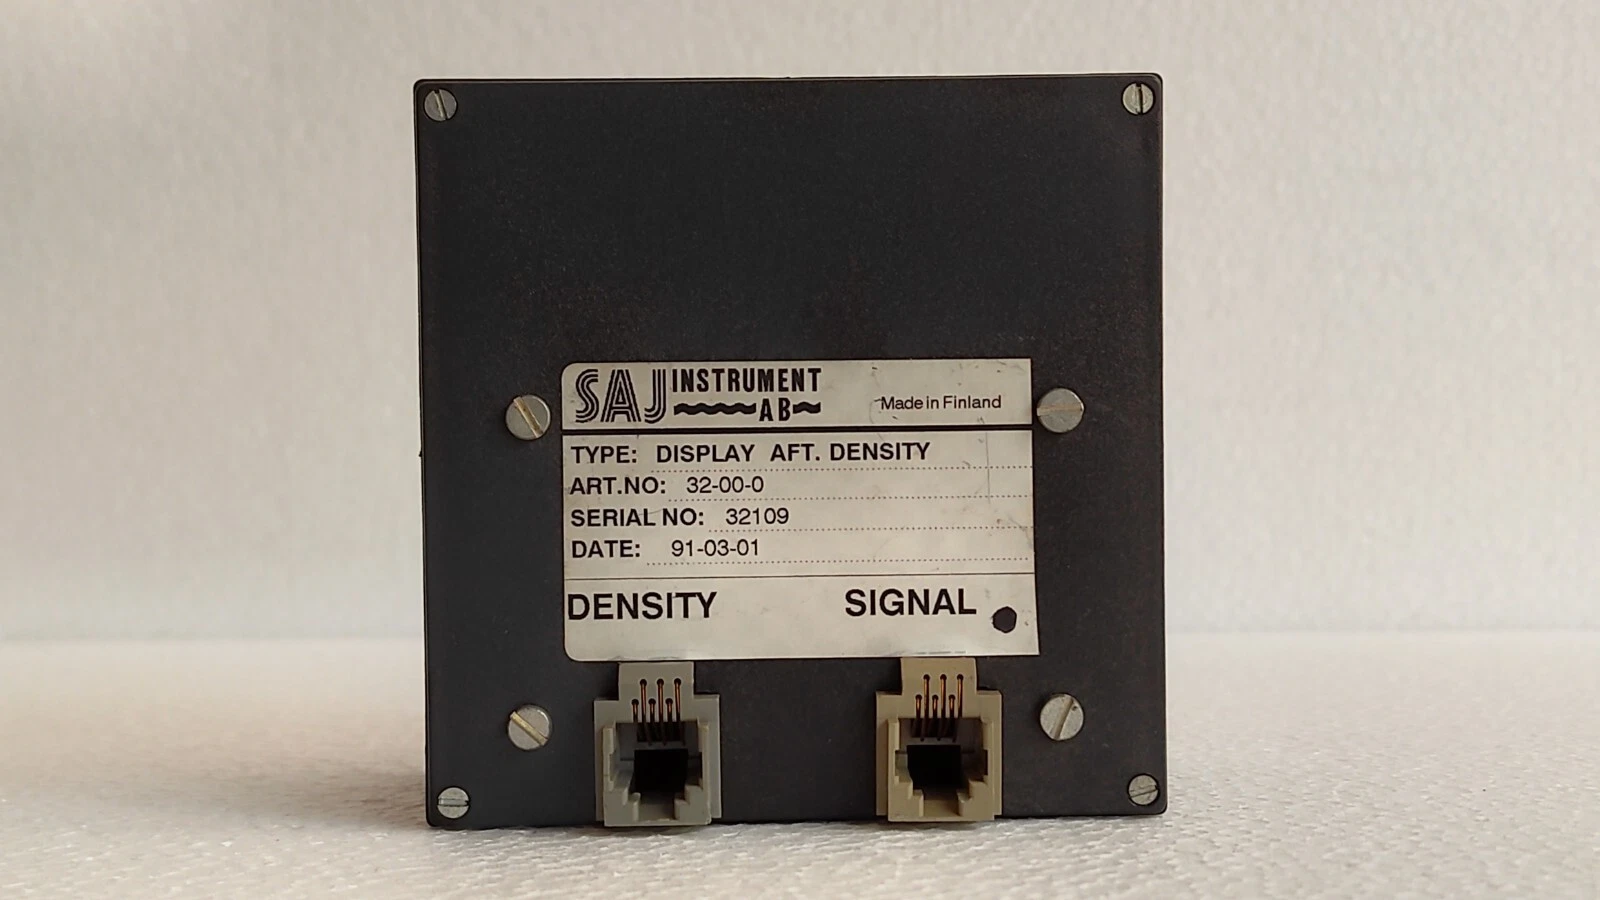 SAJ INSTRUMENT
AB
Made in Finland
TYPE: DISPLAY AFT. DENSITY
ART.NO: 32-00-0
SERIAL NO: 32109
DATE: 91-03-01
DENSITY SIGNAL